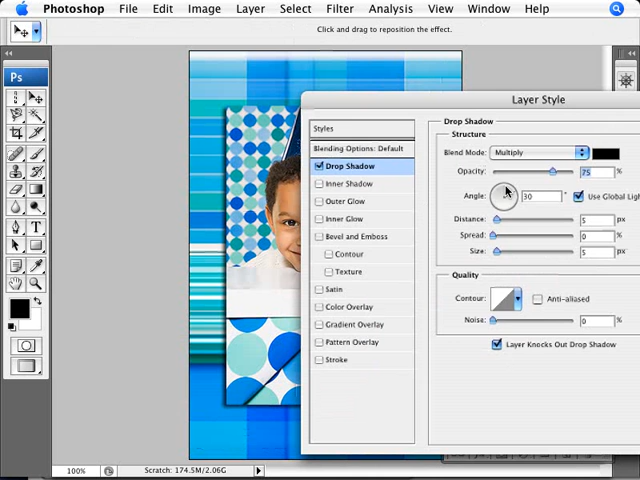 Photoshop File Edit Image Layer Select Filter Analysis View Window Help
Click and drag to reposition the effect.
Ps
Layer Style
Styles
Blending Options: Default
Drop Shadow
Inner Shadow
Outer Glow
Inner Glow
Bevel and Emboss
Contour
Texture
Satin
Color Overlay
Gradient Overlay
Pattern Overlay
Stroke
Drop Shadow
Structure
Blend Mode: Multiply
Opacity: 75 %
Angle: 30 ° Use Global Ligh
Distance: 5 px
Spread: 0 %
Size: 5 px
Quality
Contour: Anti-aliased
Noise: 0 %
Layer Knocks Out Drop Shadow
100% Scratch: 174.5M/2.06G